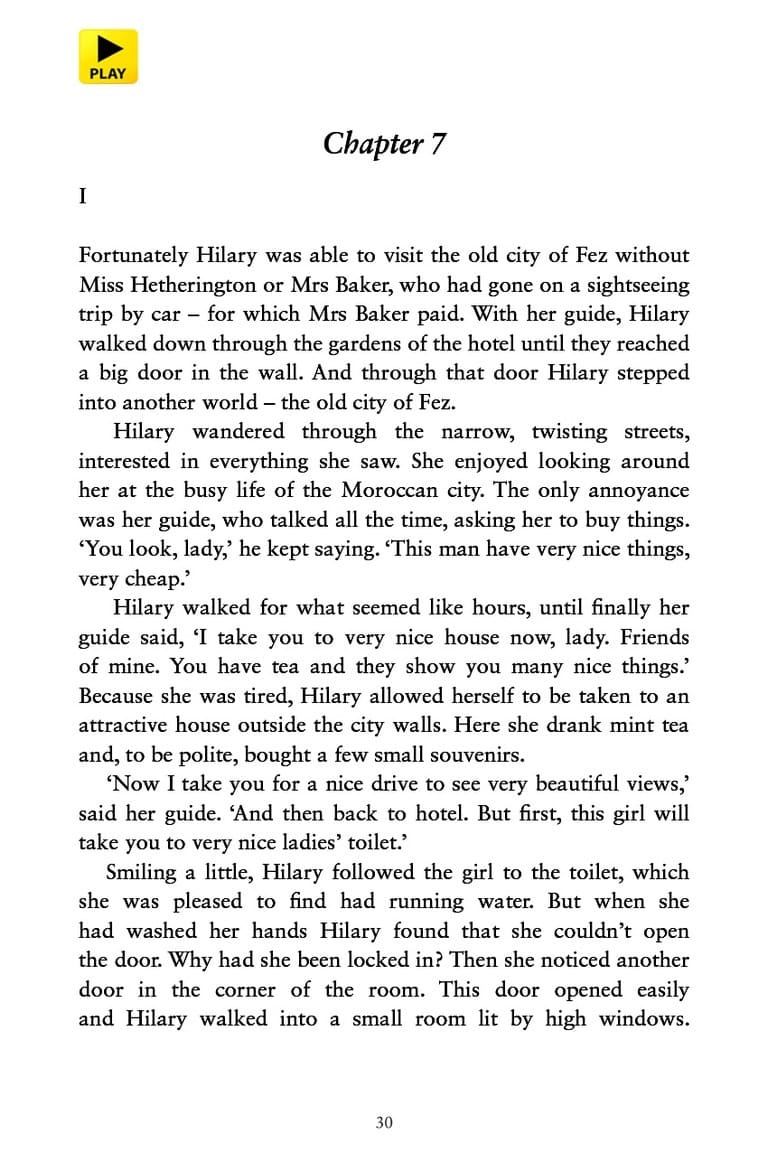 PLAY
Chapter 7
I
Fortunately Hilary was able to visit the old city of Fez without
Miss Hetherington or Mrs Baker, who had gone on a sightseeing
trip by car – for which Mrs Baker paid. With her guide, Hilary
walked down through the gardens of the hotel until they reached
a big door in the wall. And through that door Hilary stepped
into another world – the old city of Fez.
Hilary wandered through the narrow, twisting streets,
interested in everything she saw. She enjoyed looking around
her at the busy life of the Moroccan city. The only annoyance
was her guide, who talked all the time, asking her to buy things.
‘You look, lady,’ he kept saying. ‘This man have very nice things,
very cheap.’
Hilary walked for what seemed like hours, until finally her
guide said, ‘I take you to very nice house now, lady. Friends
of mine. You have tea and they show you many nice things.’
Because she was tired, Hilary allowed herself to be taken to an
attractive house outside the city walls. Here she drank mint tea
and, to be polite, bought a few small souvenirs.
‘Now I take you for a nice drive to see very beautiful views,’
said her guide. ‘And then back to hotel. But first, this girl will
take you to very nice ladies’ toilet.’
Smiling a little, Hilary followed the girl to the toilet, which
she was pleased to find had running water. But when she
had washed her hands Hilary found that she couldn’t open
the door. Why had she been locked in? Then she noticed another
door in the corner of the room. This door opened easily
and Hilary walked into a small room lit by high windows.
30